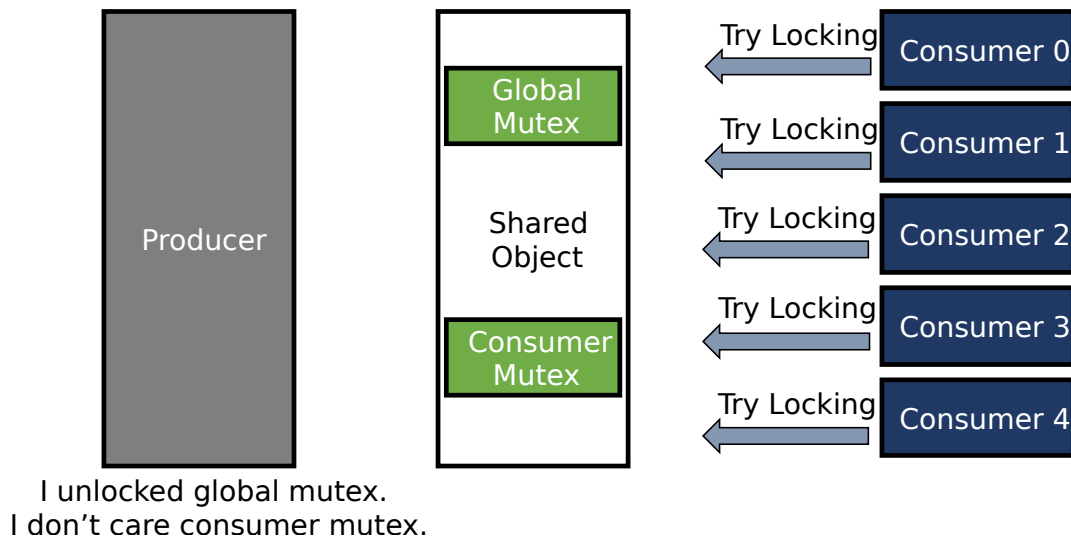 Try Locking
Consumer 0
Global
Mutex
Try Locking
Consumer 1
Producer
Shared
Object
Try Locking
Consumer 2
Try Locking
Consumer 3
Consumer
Mutex
Try Locking
Consumer 4
I unlocked global mutex.
I don’t care consumer mutex.